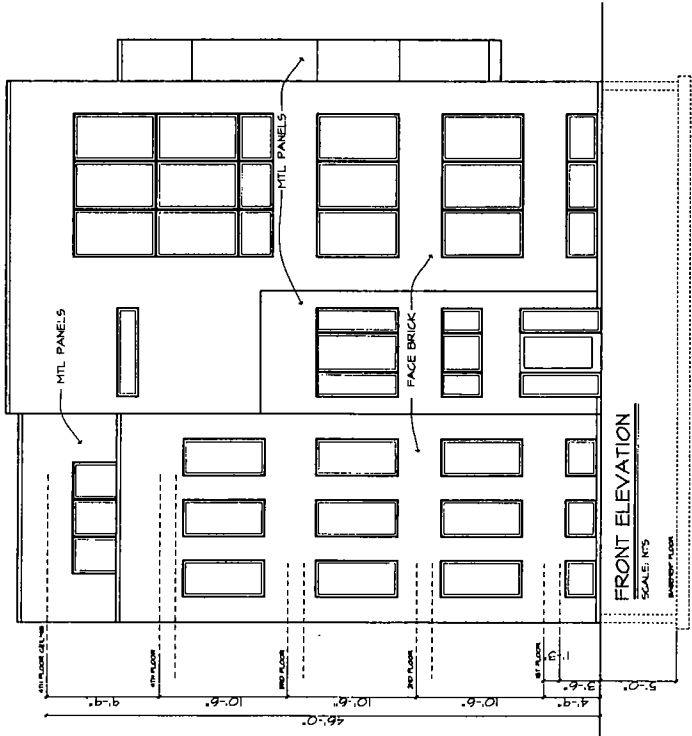 MTL PANELS
MTL PANELS
FACE BRICK
4TH FLOOR CEILING
4TH FLOOR
3RD FLOOR
2ND FLOOR
1ST FLOOR
9'-9"
10'-6"
10'-6"
10'-6"
4'-9"
1'-3"
3'-6"
5'-0"
46'-0"
FRONT ELEVATION
SCALE: NTS
BASEMENT FLOOR